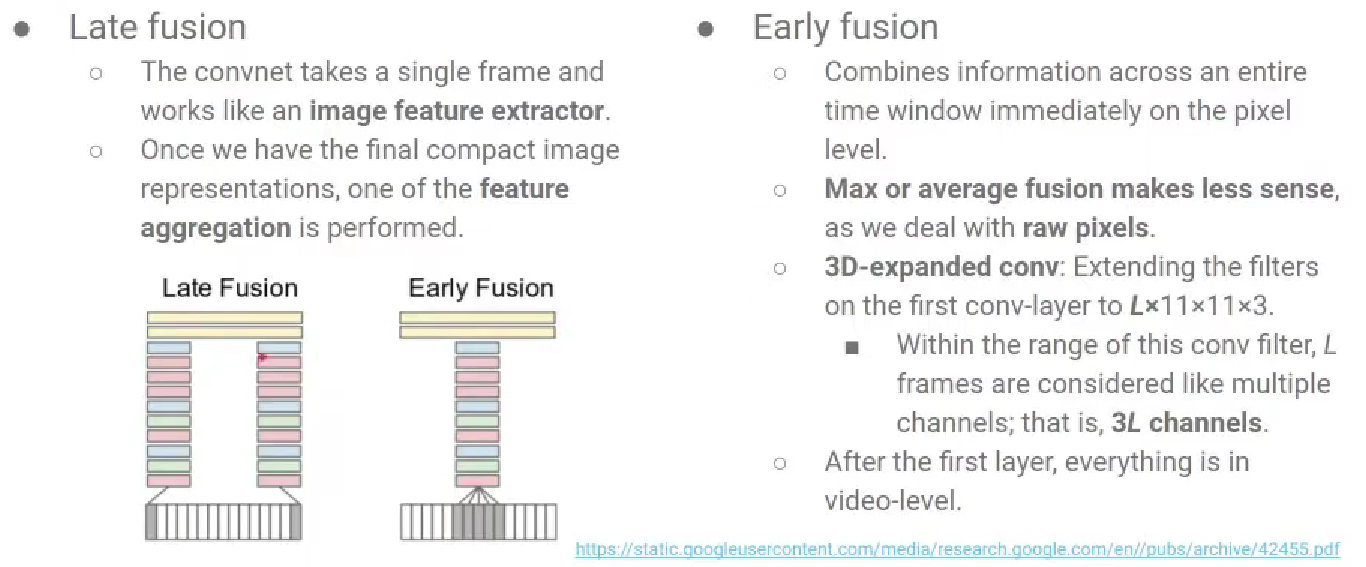 ● Late fusion
○ The convnet takes a single frame and
works like an image feature extractor.
○ Once we have the final compact image
representations, one of the feature
aggregation is performed.
Late Fusion
Early Fusion
● Early fusion
○ Combines information across an entire
time window immediately on the pixel
level.
○ Max or average fusion makes less sense,
as we deal with raw pixels.
○ 3D-expanded conv: Extending the filters
on the first conv-layer to L×11×11×3.
■ Within the range of this conv filter, L
frames are considered like multiple
channels; that is, 3L channels.
○ After the first layer, everything is in
video-level.
https://static.googleusercontent.com/media/research.google.com/en//pubs/archive/42455.pdf